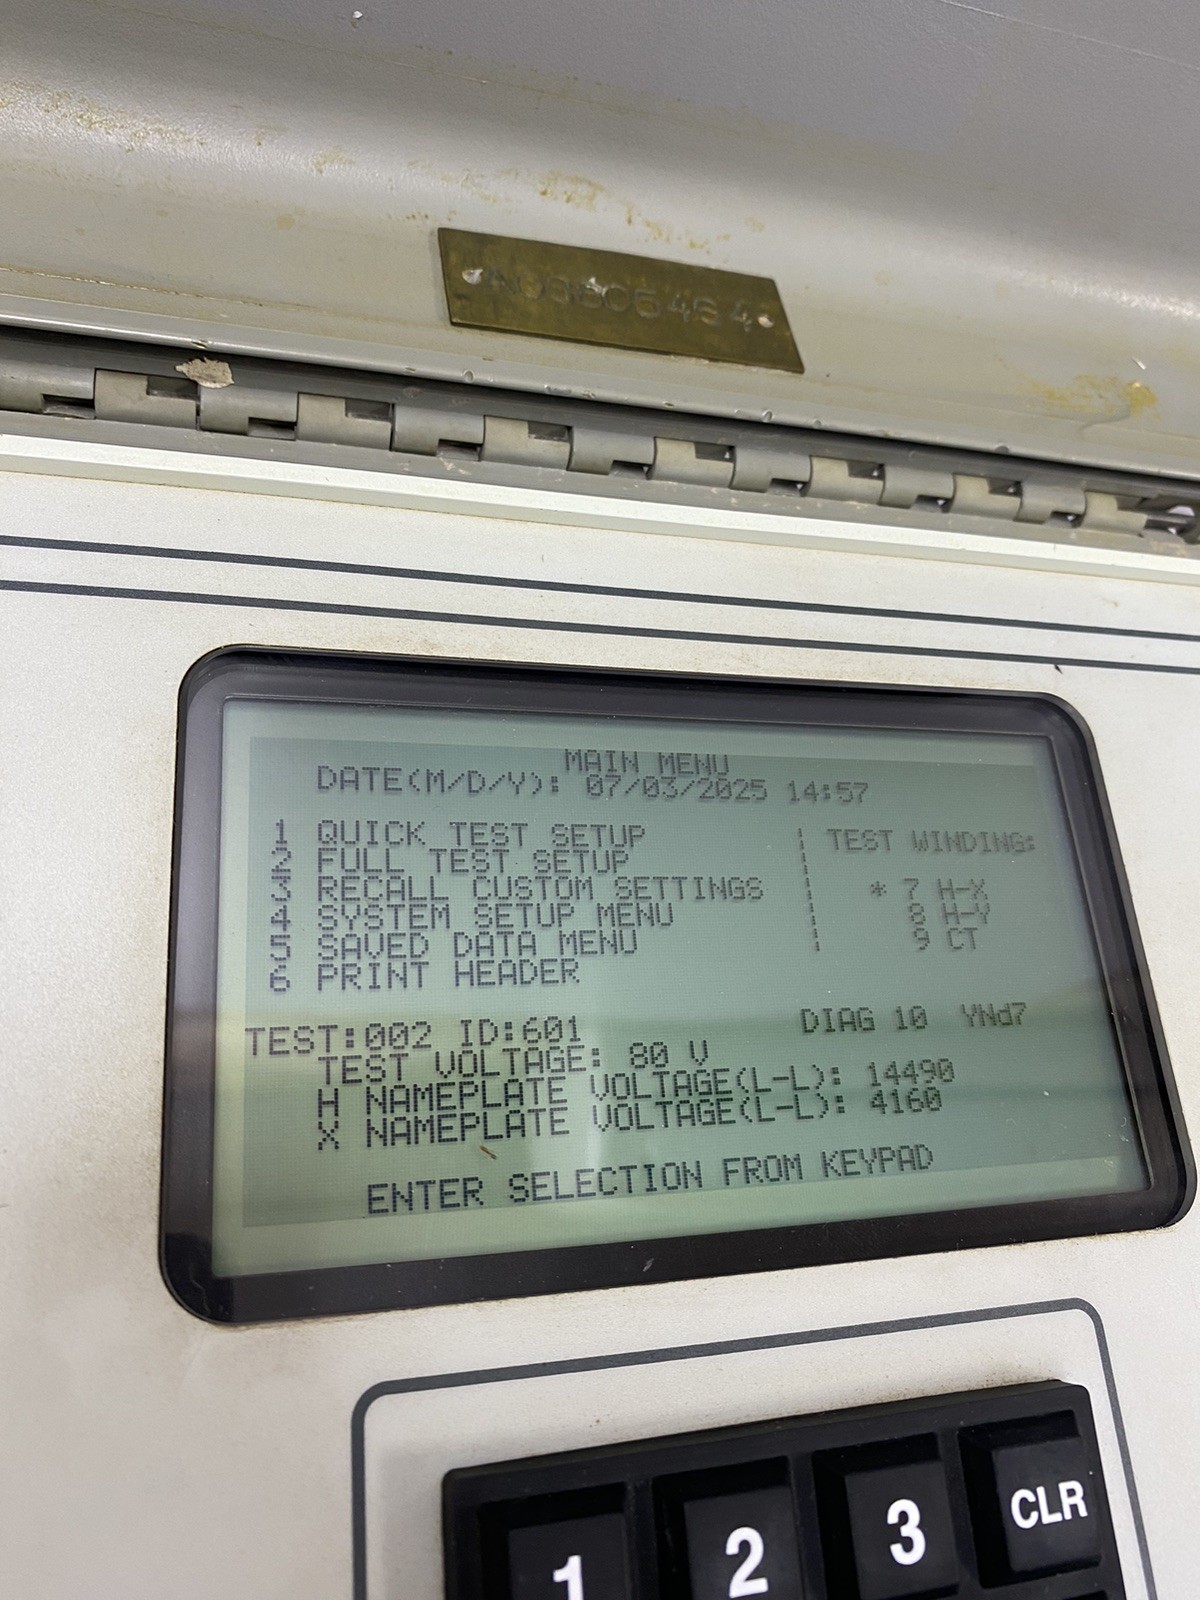 MAIN MENU
DATE(M/D/Y): 07/03/2025 14:57
1 QUICK TEST SETUP
2 FULL TEST SETUP
3 RECALL CUSTOM SETTINGS
4 SYSTEM SETUP MENU
5 SAVED DATA MENU
6 PRINT HEADER
TEST WINDING:
* 7 H-X
8 H-Y
9 CT
TEST:002 ID:601 DIAG 10 YNd7
TEST VOLTAGE: 80 V
H NAMEPLATE VOLTAGE(L-L): 14490
X NAMEPLATE VOLTAGE(L-L): 4160
ENTER SELECTION FROM KEYPAD
1 2 3 CLR